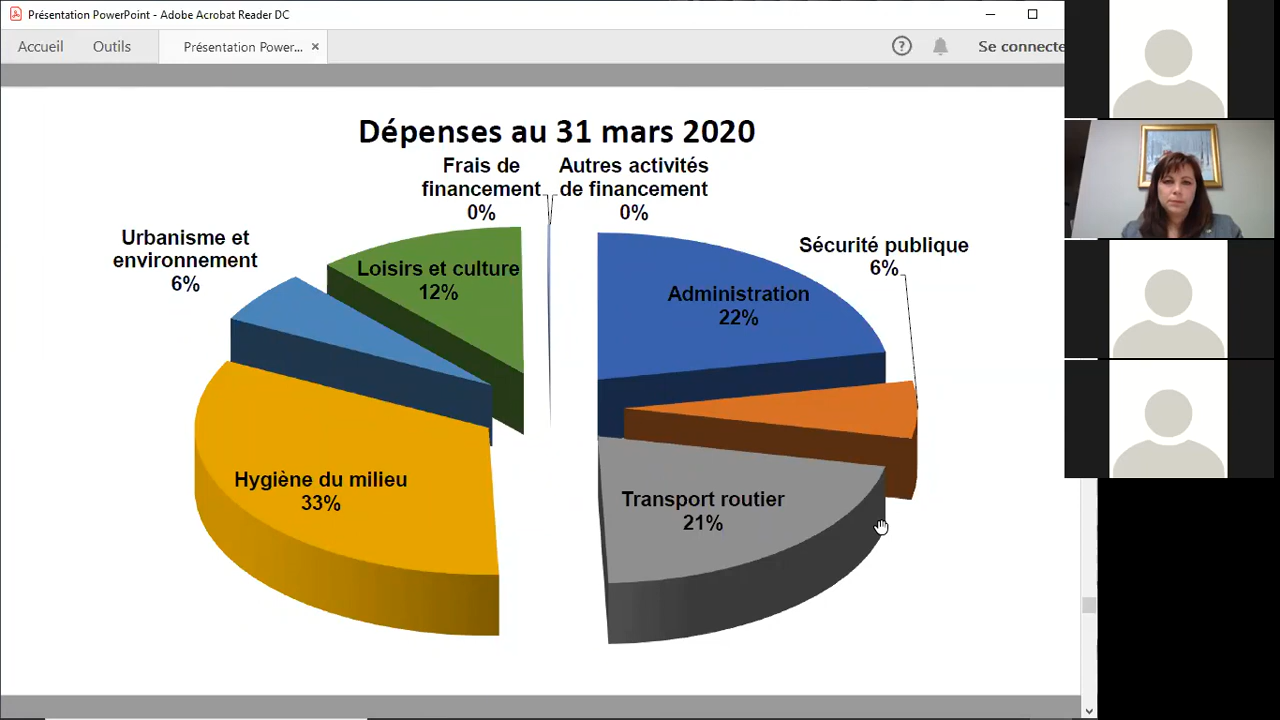 Présentation PowerPoint - Adobe Acrobat Reader DC
Accueil
Outils
Présentation Power...
Se connecte
Dépenses au 31 mars 2020
Frais de
financement
0%
Autres activités
de financement
0%
Urbanisme et
environnement
6%
Loisirs et culture
12%
Sécurité publique
6%
Administration
22%
Hygiène du milieu
33%
Transport routier
21%